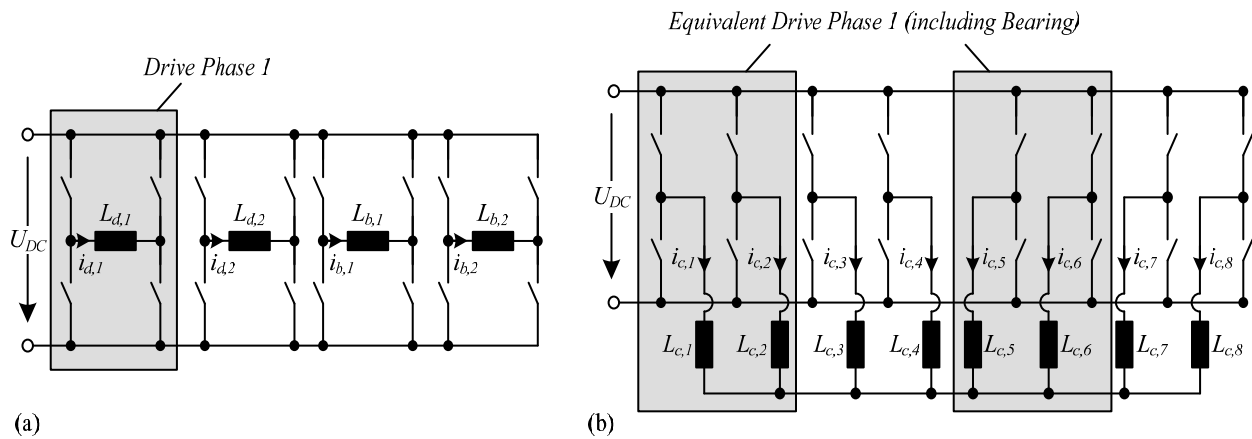 Equivalent Drive Phase 1 (including Bearing)
Drive Phase 1
U_DC
L_d,1
L_d,2
L_b,1
L_b,2
i_d,1
i_d,2
i_b,1
i_b,2
(a)
U_DC
i_c,1
i_c,2
i_c,3
i_c,4
i_c,5
i_c,6
i_c,7
i_c,8
L_c,1
L_c,2
L_c,3
L_c,4
L_c,5
L_c,6
L_c,7
L_c,8
(b)